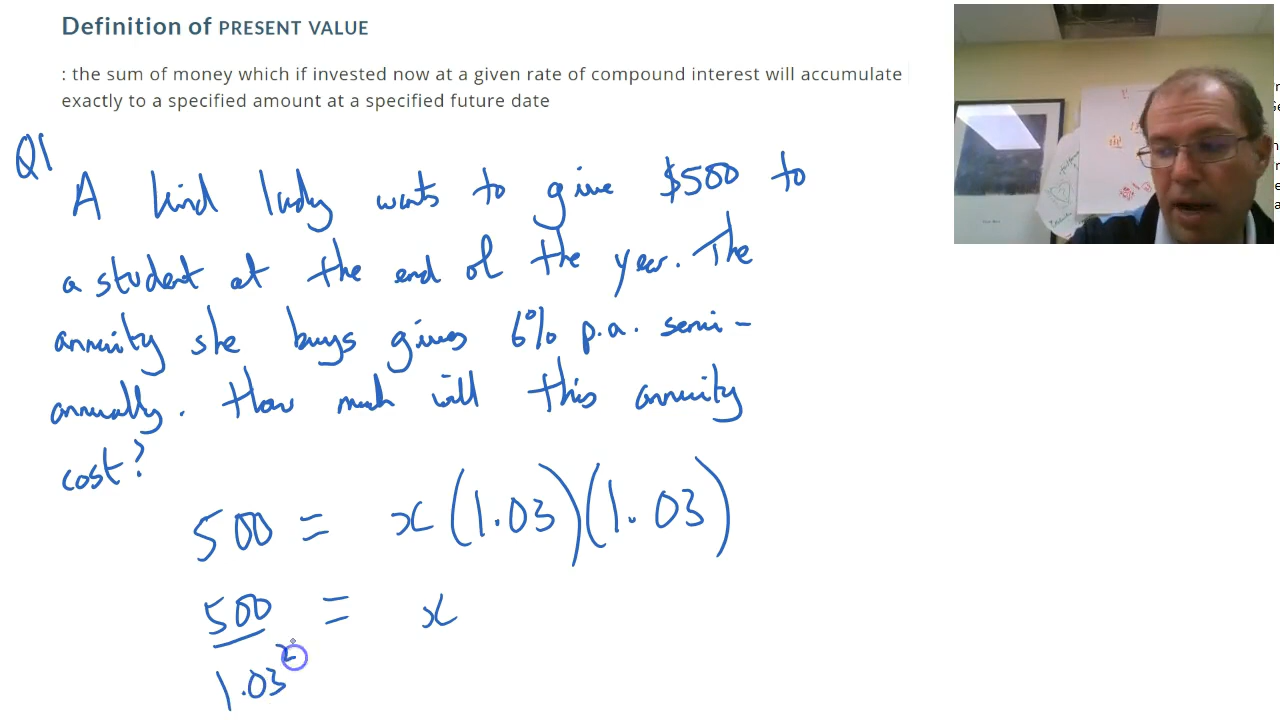 Definition of PRESENT VALUE
: the sum of money which if invested now at a given rate of compound interest will accumulate
exactly to a specified amount at a specified future date
Q1
A kind lady wants to give $500 to
a student at the end of the year. The
annuity she buys gives 6% p.a. semi-
annually. How much will this annuity
cost?
500 = x(1.03)(1.03)
500 = x
1.03²